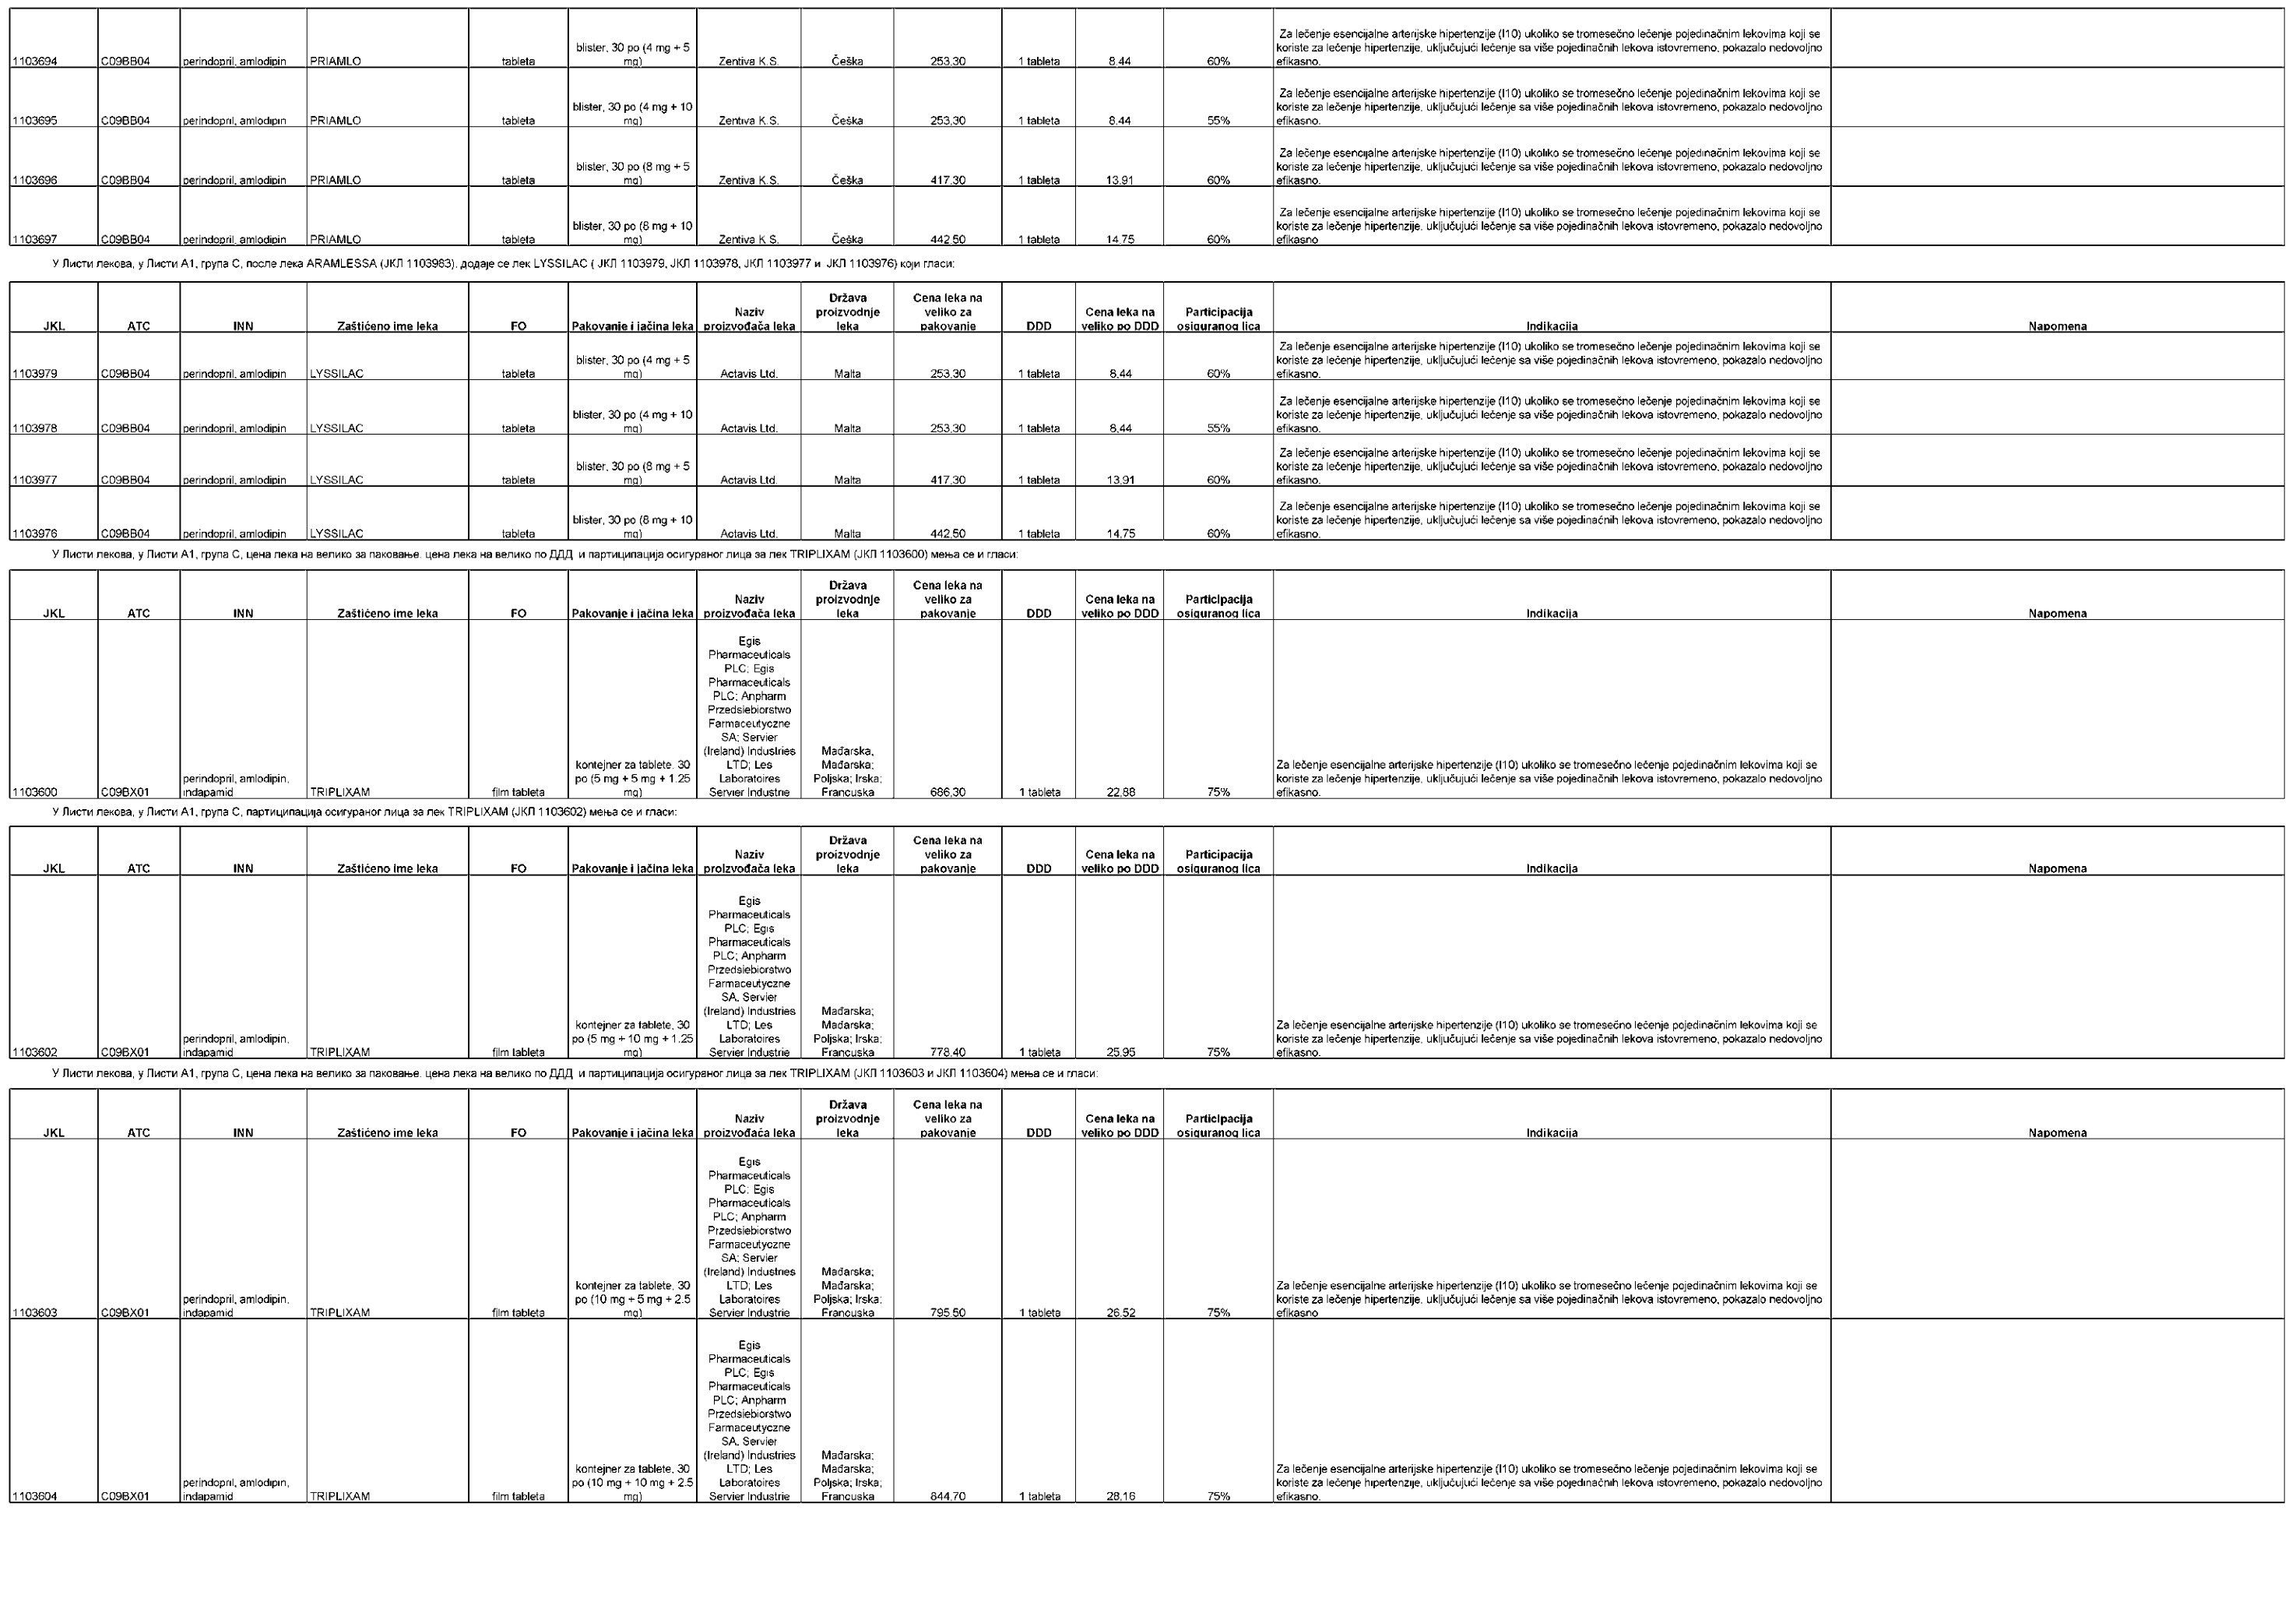 1103694 C09BB04 perindopril, amlodipin PRIAMLO tableta blister, 30 po (4 mg + 5 mg) Zentiva K.S. Češka 253,30 1 tableta 8,44 60% Za lečenje esencijalne arterijske hipertenzije (I10) ukoliko se tromesečno lečenje pojedinačnim lekovima koji se koriste za lečenje hipertenzije, uključujući lečenje sa više pojedinačnih lekova istovremeno, pokazalo nedovoljno efikasno.
1103695 C09BB04 perindopril, amlodipin PRIAMLO tableta blister, 30 po (4 mg + 10 mg) Zentiva K.S. Češka 253,30 1 tableta 8,44 55% Za lečenje esencijalne arterijske hipertenzije (I10) ukoliko se tromesečno lečenje pojedinačnim lekovima koji se koriste za lečenje hipertenzije, uključujući lečenje sa više pojedinačnih lekova istovremeno, pokazalo nedovoljno efikasno.
1103696 C09BB04 perindopril, amlodipin PRIAMLO tableta blister, 30 po (8 mg + 5 mg) Zentiva K.S. Češka 417,30 1 tableta 13,91 60% Za lečenje esencijalne arterijske hipertenzije (I10) ukoliko se tromesečno lečenje pojedinačnim lekovima koji se koriste za lečenje hipertenzije, uključujući lečenje sa više pojedinačnih lekova istovremeno, pokazalo nedovoljno efikasno.
1103697 C09BB04 perindopril, amlodipin PRIAMLO tableta blister, 30 po (8 mg + 10 mg) Zentiva K.S. Češka 442,50 1 tableta 14,75 60% Za lečenje esencijalne arterijske hipertenzije (I10) ukoliko se tromesečno lečenje pojedinačnim lekovima koji se koriste za lečenje hipertenzije, uključujući lečenje sa više pojedinačnih lekova istovremeno, pokazalo nedovoljno efikasno
У Листи лекова, у Листи А1, група С, после лека ARAMLESSA (ЈКЛ 1103983), додаје се лек LYSSILAC ( ЈКЛ 1103979, ЈКЛ 1103978, ЈКЛ 1103977 и ЈКЛ 1103976) који гласи:
JKL ATC INN Zaštićeno ime leka FO Pakovanje i jačina leka Naziv proizvođača leka Država proizvodnje leka Cena leka na veliko za pakovanje DDD Cena leka na veliko po DDD Participacija osiguranog lica Indikacija Napomena
1103979 C09BB04 perindopril, amlodipin LYSSILAC tableta blister, 30 po (4 mg + 5 mg) Actavis Ltd. Malta 253,30 1 tableta 8,44 60% Za lečenje esencijalne arterijske hipertenzije (I10) ukoliko se tromesečno lečenje pojedinačnim lekovima koji se koriste za lečenje hipertenzije, uključujući lečenje sa više pojedinačnih lekova istovremeno, pokazalo nedovoljno efikasno.
1103978 C09BB04 perindopril, amlodipin LYSSILAC tableta blister, 30 po (4 mg + 10 mg) Actavis Ltd. Malta 253,30 1 tableta 8,44 55% Za lečenje esencijalne arterijske hipertenzije (I10) ukoliko se tromesečno lečenje pojedinačnim lekovima koji se koriste za lečenje hipertenzije, uključujući lečenje sa više pojedinačnih lekova istovremeno, pokazalo nedovoljno efikasno.
1103977 C09BB04 perindopril, amlodipin LYSSILAC tableta blister, 30 po (8 mg + 5 mg) Actavis Ltd. Malta 417,30 1 tableta 13,91 60% Za lečenje esencijalne arterijske hipertenzije (I10) ukoliko se tromesečno lečenje pojedinačnim lekovima koji se koriste za lečenje hipertenzije, uključujući lečenje sa više pojedinačnih lekova istovremeno, pokazalo nedovoljno efikasno.
1103976 C09BB04 perindopril, amlodipin LYSSILAC tableta blister, 30 po (8 mg + 10 mg) Actavis Ltd. Malta 442,50 1 tableta 14,75 60% Za lečenje esencijalne arterijske hipertenzije (I10) ukoliko se tromesečno lečenje pojedinačnim lekovima koji se koriste za lečenje hipertenzije, uključujući lečenje sa više pojedinačnih lekova istovremeno, pokazalo nedovoljno efikasno.
У Листи лекова, у Листи А1, група С, цена лека на велико за паковање, цена лека на велико по ДДД и партиципација осигураног лица за лек TRIPLIXAM (ЈКЛ 1103600) мења се и гласи:
JKL ATC INN Zaštićeno ime leka FO Pakovanje i jačina leka Naziv proizvođača leka Država proizvodnje leka Cena leka na veliko za pakovanje DDD Cena leka na veliko po DDD Participacija osiguranog lica Indikacija Napomena
1103600 C09BX01 perindopril, amlodipin, indapamid TRIPLIXAM film tableta kontejner za tablete, 30 po (5 mg + 5 mg + 1.25 mg) Egis Pharmaceuticals PLC; Egis Pharmaceuticals PLC; Anpharm Przedsiebiorstwo Farmaceutyczne SA; Servier (Ireland) Industries LTD; Les Laboratoires Servier Industrie Mađarska, Mađarska; Poljska; Irska; Francuska 686,30 1 tableta 22,88 75% Za lečenje esencijalne arterijske hipertenzije (I10) ukoliko se tromesečno lečenje pojedinačnim lekovima koji se koriste za lečenje hipertenzije, uključujući lečenje sa više pojedinačnih lekova istovremeno, pokazalo nedovoljno efikasno.
У Листи лекова, у Листи А1, група С, партиципација осигураног лица за лек TRIPLIXAM (ЈКЛ 1103602) мења се и гласи:
JKL ATC INN Zaštićeno ime leka FO Pakovanje i jačina leka Naziv proizvođača leka Država proizvodnje leka Cena leka na veliko za pakovanje DDD Cena leka na veliko po DDD Participacija osiguranog lica Indikacija Napomena
1103602 C09BX01 perindopril, amlodipin, indapamid TRIPLIXAM film tableta kontejner za tablete, 30 po (5 mg + 10 mg + 1.25 mg) Egis Pharmaceuticals PLC; Egis Pharmaceuticals PLC; Anpharm Przedsiebiorstwo Farmaceutyczne SA, Servier (Ireland) Industries LTD; Les Laboratoires Servier Industrie Mađarska; Mađarska; Poljska; Irska; Francuska 778,40 1 tableta 25,95 75% Za lečenje esencijalne arterijske hipertenzije (I10) ukoliko se tromesečno lečenje pojedinačnim lekovima koji se koriste za lečenje hipertenzije, uključujući lečenje sa više pojedinačnih lekova istovremeno, pokazalo nedovoljno efikasno.
У Листи лекова, у Листи А1, група С, цена лека на велико за паковање, цена лека на велико по ДДД и партиципација осигураног лица за лек TRIPLIXAM (ЈКЛ 1103603 и ЈКЛ 1103604) мења се и гласи:
JKL ATC INN Zaštićeno ime leka FO Pakovanje i jačina leka Naziv proizvođača leka Država proizvodnje leka Cena leka na veliko za pakovanje DDD Cena leka na veliko po DDD Participacija osiguranog lica Indikacija Napomena
1103603 C09BX01 perindopril, amlodipin, indapamid TRIPLIXAM film tableta kontejner za tablete, 30 po (10 mg + 5 mg + 2.5 mg) Egis Pharmaceuticals PLC; Egis Pharmaceuticals PLC; Anpharm Przedsiebiorstwo Farmaceutyczne SA; Servier (Ireland) Industries LTD; Les Laboratoires Servier Industrie Mađarska; Mađarska; Poljska; Irska; Francuska 795,50 1 tableta 26,52 75% Za lečenje esencijalne arterijske hipertenzije (I10) ukoliko se tromesečno lečenje pojedinačnim lekovima koji se koriste za lečenje hipertenzije, uključujući lečenje sa više pojedinačnih lekova istovremeno, pokazalo nedovoljno efikasno
1103604 C09BX01 perindopril, amlodipin, indapamid TRIPLIXAM film tableta kontejner za tablete, 30 po (10 mg + 10 mg + 2.5 mg) Egis Pharmaceuticals PLC; Egis Pharmaceuticals PLC; Anpharm Przedsiebiorstwo Farmaceutyczne SA, Servier (Ireland) Industries LTD; Les Laboratoires Servier Industrie Mađarska; Mađarska; Poljska; Irska; Francuska 844,70 1 tableta 28,16 75% Za lečenje esencijalne arterijske hipertenzije (I10) ukoliko se tromesečno lečenje pojedinačnim lekovima koji se koriste za lečenje hipertenzije, uključujući lečenje sa više pojedinačnih lekova istovremeno, pokazalo nedovoljno efikasno.